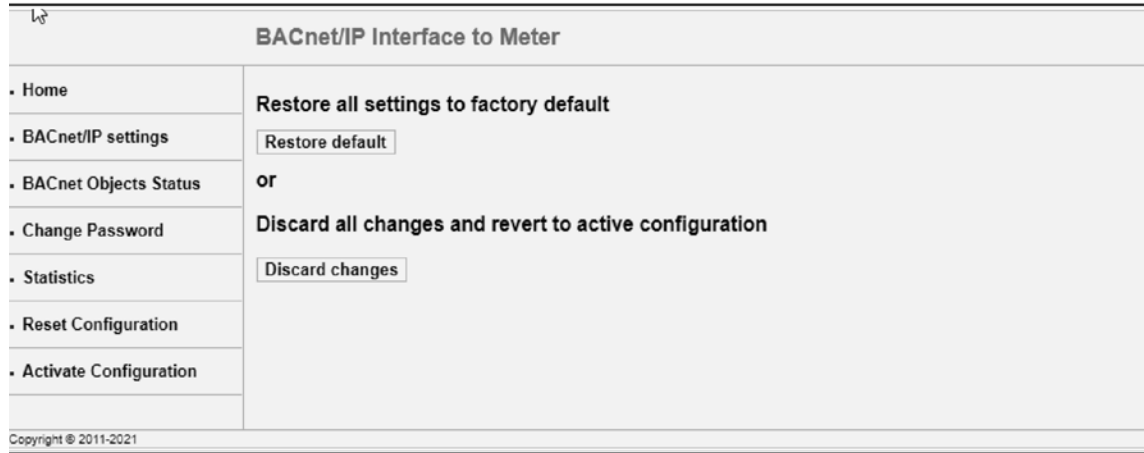 BACnet/IP Interface to Meter
Home
BACnet/IP settings
BACnet Objects Status
Change Password
Statistics
Reset Configuration
Activate Configuration
Restore all settings to factory default
Restore default
or
Discard all changes and revert to active configuration
Discard changes
Copyright © 2011-2021